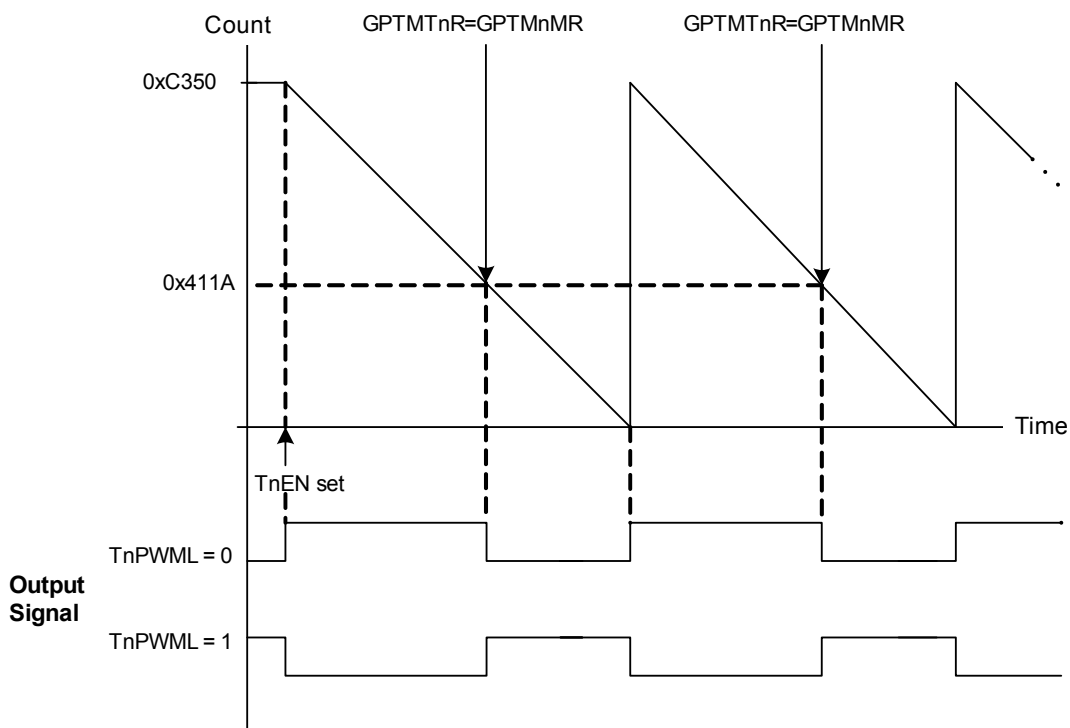 Count
GPTMTnR=GPTMnMR
GPTMTnR=GPTMnMR
0xC350
0x411A
Time
TnEN set
TnPWML = 0
Output
Signal
TnPWML = 1